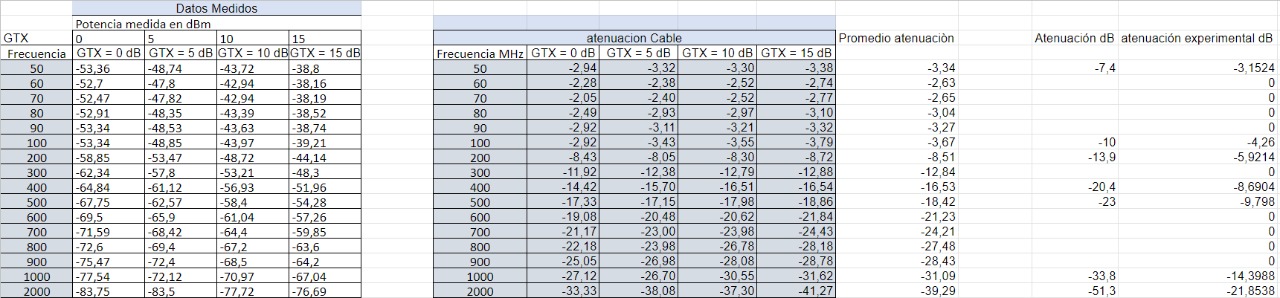 Datos Medidos
Potencia medida en dBm
GTX 0 5 10 15 atenuacion Cable Promedio atenuaciòn Atenuación dB atenuación experimental dB
Frecuencia GTX = 0 dB GTX = 5 dB GTX = 10 dB GTX = 15 dB Frecuencia MHz GTX = 0 dB GTX = 5 dB GTX = 10 dB GTX = 15 dB
50 -53,36 -48,74 -43,72 -38,8 50 -2,94 -3,32 -3,30 -3,38 -3,34 -7,4 -3,1524
60 -52,7 -47,8 -42,94 -38,16 60 -2,28 -2,38 -2,52 -2,74 -2,63 0
70 -52,47 -47,82 -42,94 -38,19 70 -2,05 -2,40 -2,52 -2,77 -2,65 0
80 -52,91 -48,35 -43,39 -38,52 80 -2,49 -2,93 -2,97 -3,10 -3,04 0
90 -53,34 -48,53 -43,63 -38,74 90 -2,92 -3,11 -3,21 -3,32 -3,27 0
100 -53,34 -48,85 -43,97 -39,21 100 -2,92 -3,43 -3,55 -3,79 -3,67 -10 -4,26
200 -58,85 -53,47 -48,72 -44,14 200 -8,43 -8,05 -8,30 -8,72 -8,51 -13,9 -5,9214
300 -62,34 -57,8 -53,21 -48,3 300 -11,92 -12,38 -12,79 -12,88 -12,84 0
400 -64,84 -61,12 -56,93 -51,96 400 -14,42 -15,70 -16,51 -16,54 -16,53 -20,4 -8,6904
500 -67,75 -62,57 -58,4 -54,28 500 -17,33 -17,15 -17,98 -18,86 -18,42 -23 -9,798
600 -69,5 -65,9 -61,04 -57,26 600 -19,08 -20,48 -20,62 -21,84 -21,23 0
700 -71,59 -68,42 -64,4 -59,85 700 -21,17 -23,00 -23,98 -24,43 -24,21 0
800 -72,6 -69,4 -67,2 -63,6 800 -22,18 -23,98 -26,78 -28,18 -27,48 0
900 -75,47 -72,4 -68,5 -64,2 900 -25,05 -26,98 -28,08 -28,78 -28,43 0
1000 -77,54 -72,12 -70,97 -67,04 1000 -27,12 -26,70 -30,55 -31,62 -31,09 -33,8 -14,3988
2000 -83,75 -83,5 -77,72 -76,69 2000 -33,33 -38,08 -37,30 -41,27 -39,29 -51,3 -21,8538